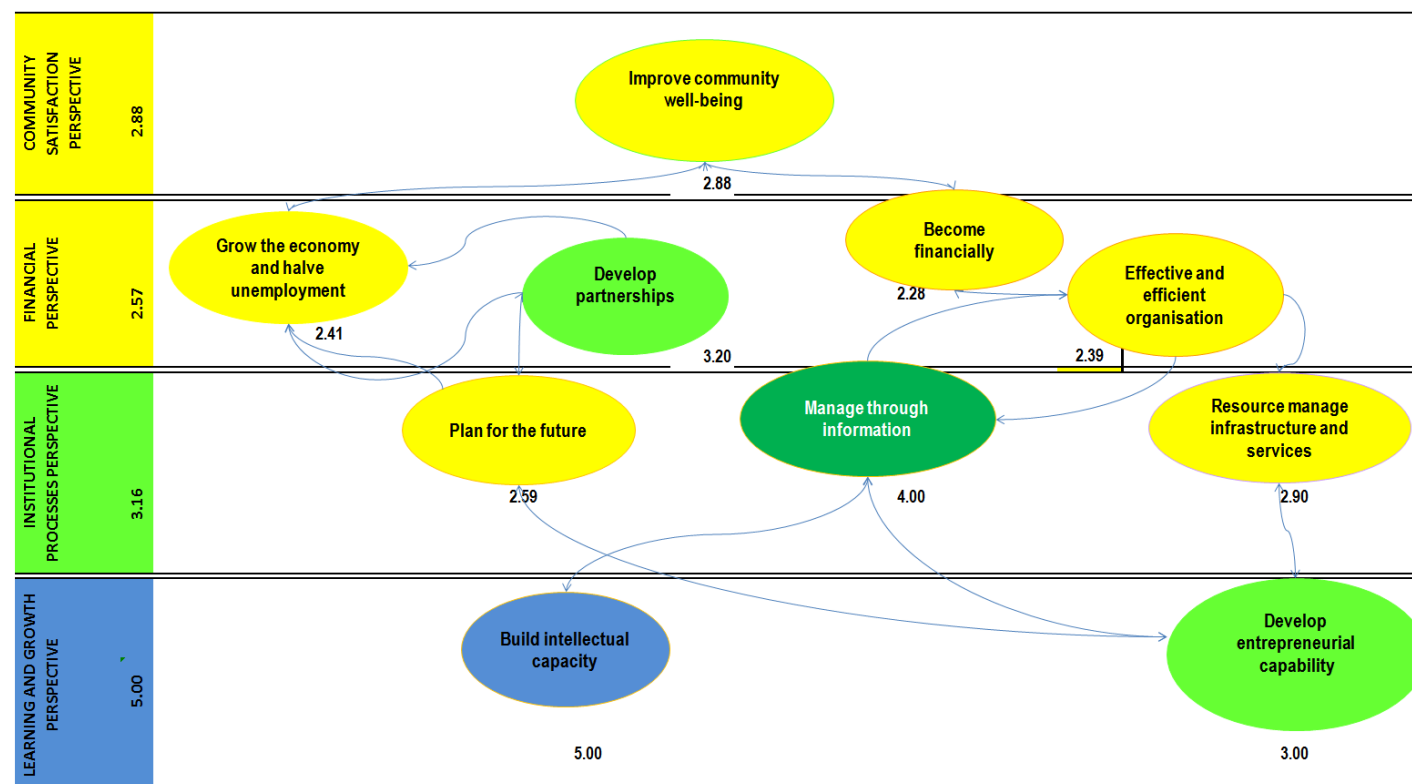 COMMUNITY
SATISFACTION
PERSPECTIVE
2.88
Improve community
well-being
2.88
FINANCIAL
PERSPECTIVE
2.57
Grow the economy
and halve
unemployment
2.41
Develop
partnerships
3.20
Become
financially
2.28
Effective and
efficient
organisation
2.39
INSTITUTIONAL
PROCESSES PERSPECTIVE
3.16
Plan for the future
2.59
Manage through
information
4.00
Resource manage
infrastructure and
services
2.90
LEARNING AND GROWTH
PERSPECTIVE
5.00
Build intellectual
capacity
5.00
Develop
entrepreneurial
capability
3.00